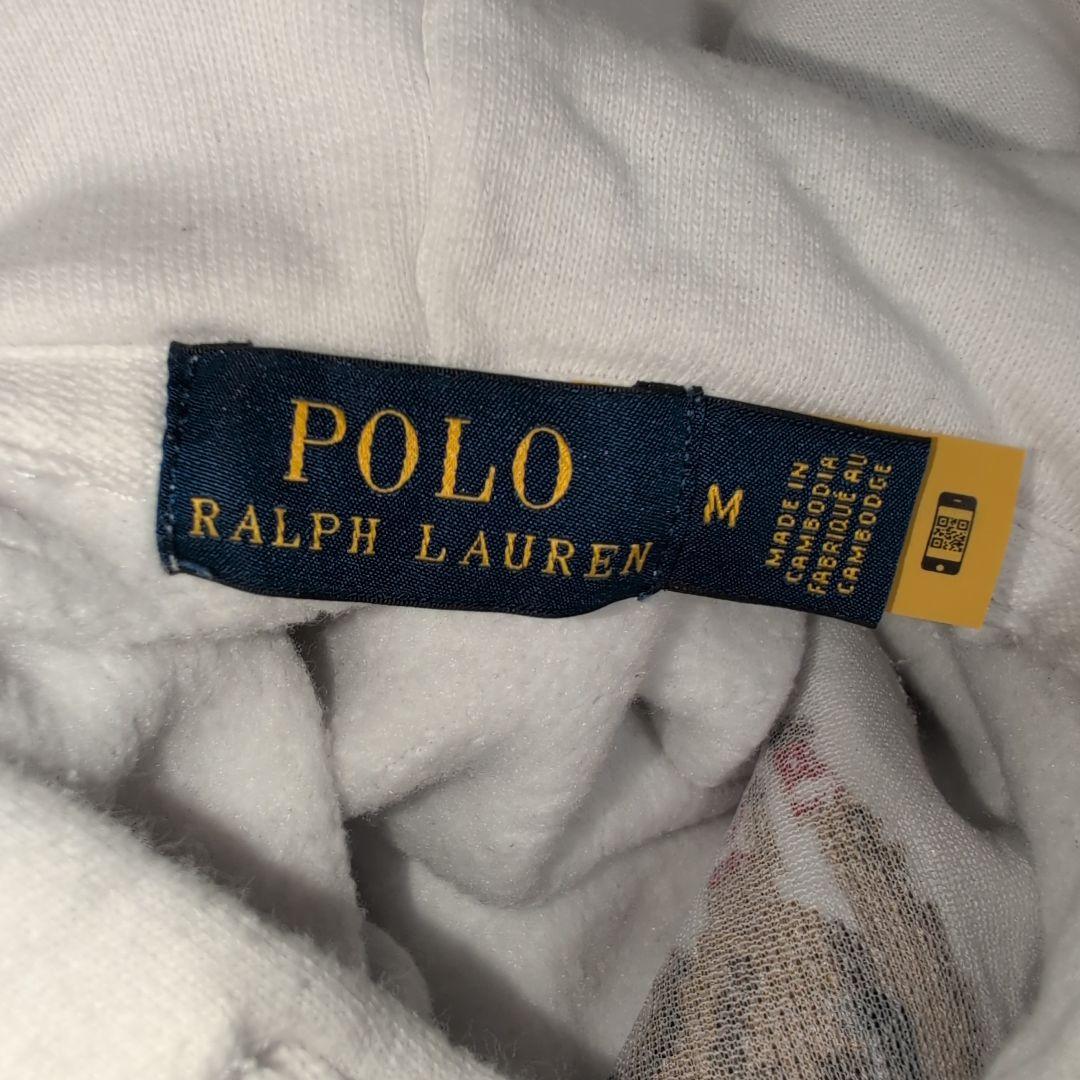 POLO
RALPH LAUREN
M
MADE IN
CAMBODIA
FABRIQUÉ AU
CAMBODGE